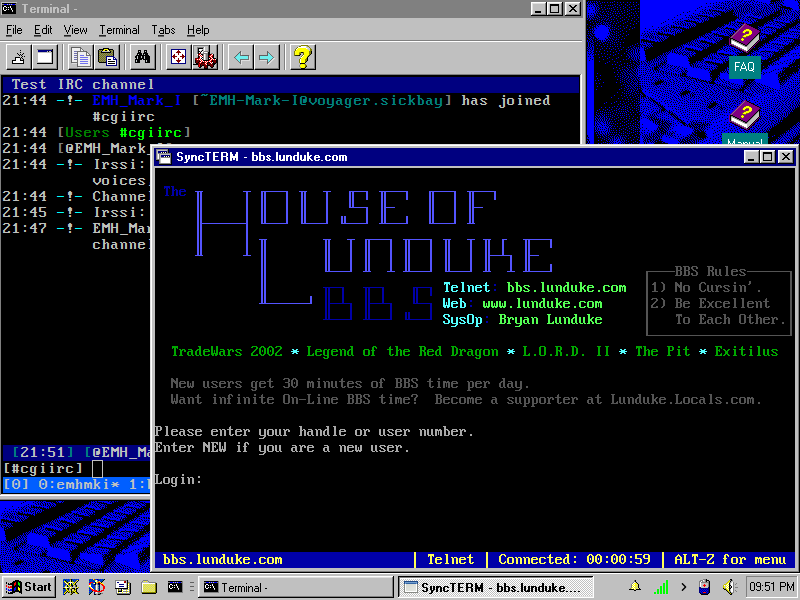 Terminal -
File Edit View Terminal Tabs Help
Test IRC channel
21:44 -!- EMH_Mark_I [~EMH-Mark-I@voyager.sickbay] has joined
#cgiirc
21:44 [Users #cgiirc]
21:44 [@EMH_Mark_
21:44 -!- Irssi:
voices,
21:44 -!- Channel
21:45 -!- Irssi:
21:47 -!- EMH_Mar
channel
[21:51] [@EMH_Ma
[#cgiirc]
[0] 0:emhmki* 1:
FAQ
Manual
SyncTERM - bbs.lunduke.com
The
HOUSE OF
LUNDUKE
BBS
Telnet: bbs.lunduke.com
Web: www.lunduke.com
SysOp: Bryan Lunduke
BBS Rules
1) No Cursin'.
2) Be Excellent
To Each Other.
TradeWars 2002 * Legend of the Red Dragon * L.O.R.D. II * The Pit * Exitilus
New users get 30 minutes of BBS time per day.
Want infinite On-Line BBS time? Become a supporter at Lunduke.Locals.com.
Please enter your handle or user number.
Enter NEW if you are a new user.
Login:
bbs.lunduke.com | Telnet | Connected: 00:00:59 | ALT-Z for menu
Start
Terminal -
SyncTERM - bbs.lunduke....
09:51 PM